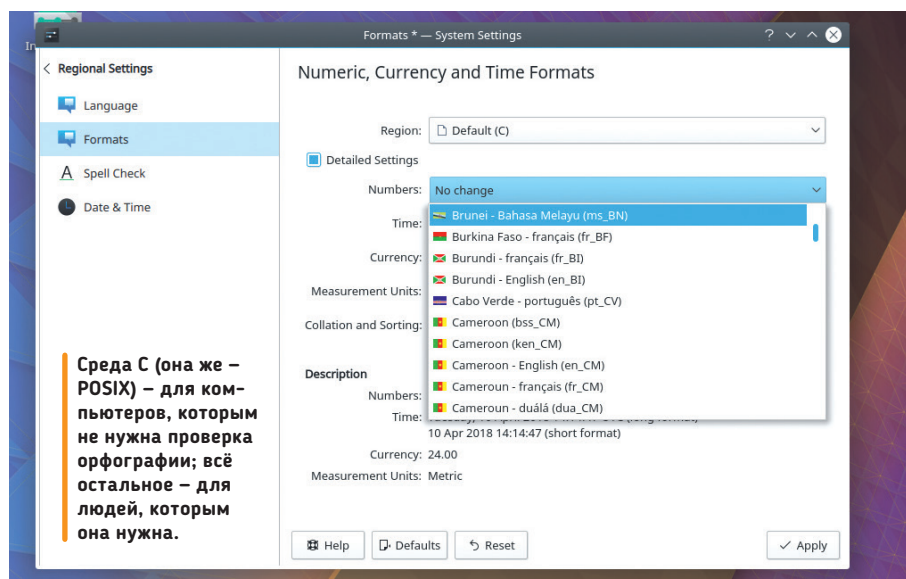 In
Formats * — System Settings
Regional Settings
Language
Formats
Spell Check
Date & Time
Numeric, Currency and Time Formats
Region: Default (C)
Detailed Settings
Numbers: No change
Time:
Currency:
Measurement Units:
Collation and Sorting:
Brunei - Bahasa Melayu (ms_BN)
Burkina Faso - français (fr_BF)
Burundi - français (fr_BI)
Burundi - English (en_BI)
Cabo Verde - português (pt_CV)
Cameroon (bss_CM)
Cameroon (ken_CM)
Cameroon - English (en_CM)
Cameroun - français (fr_CM)
Cameroun - duálá (dua_CM)
Description
Numbers:
Time:
10 Apr 2018 14:14:47 (short format)
Currency: 24.00
Measurement Units: Metric
Help
Defaults
Reset
Apply
Среда C (она же –
POSIX) – для ком-
пьютеров, которым
не нужна проверка
орфографии; всё
остальное – для
людей, которым
она нужна.